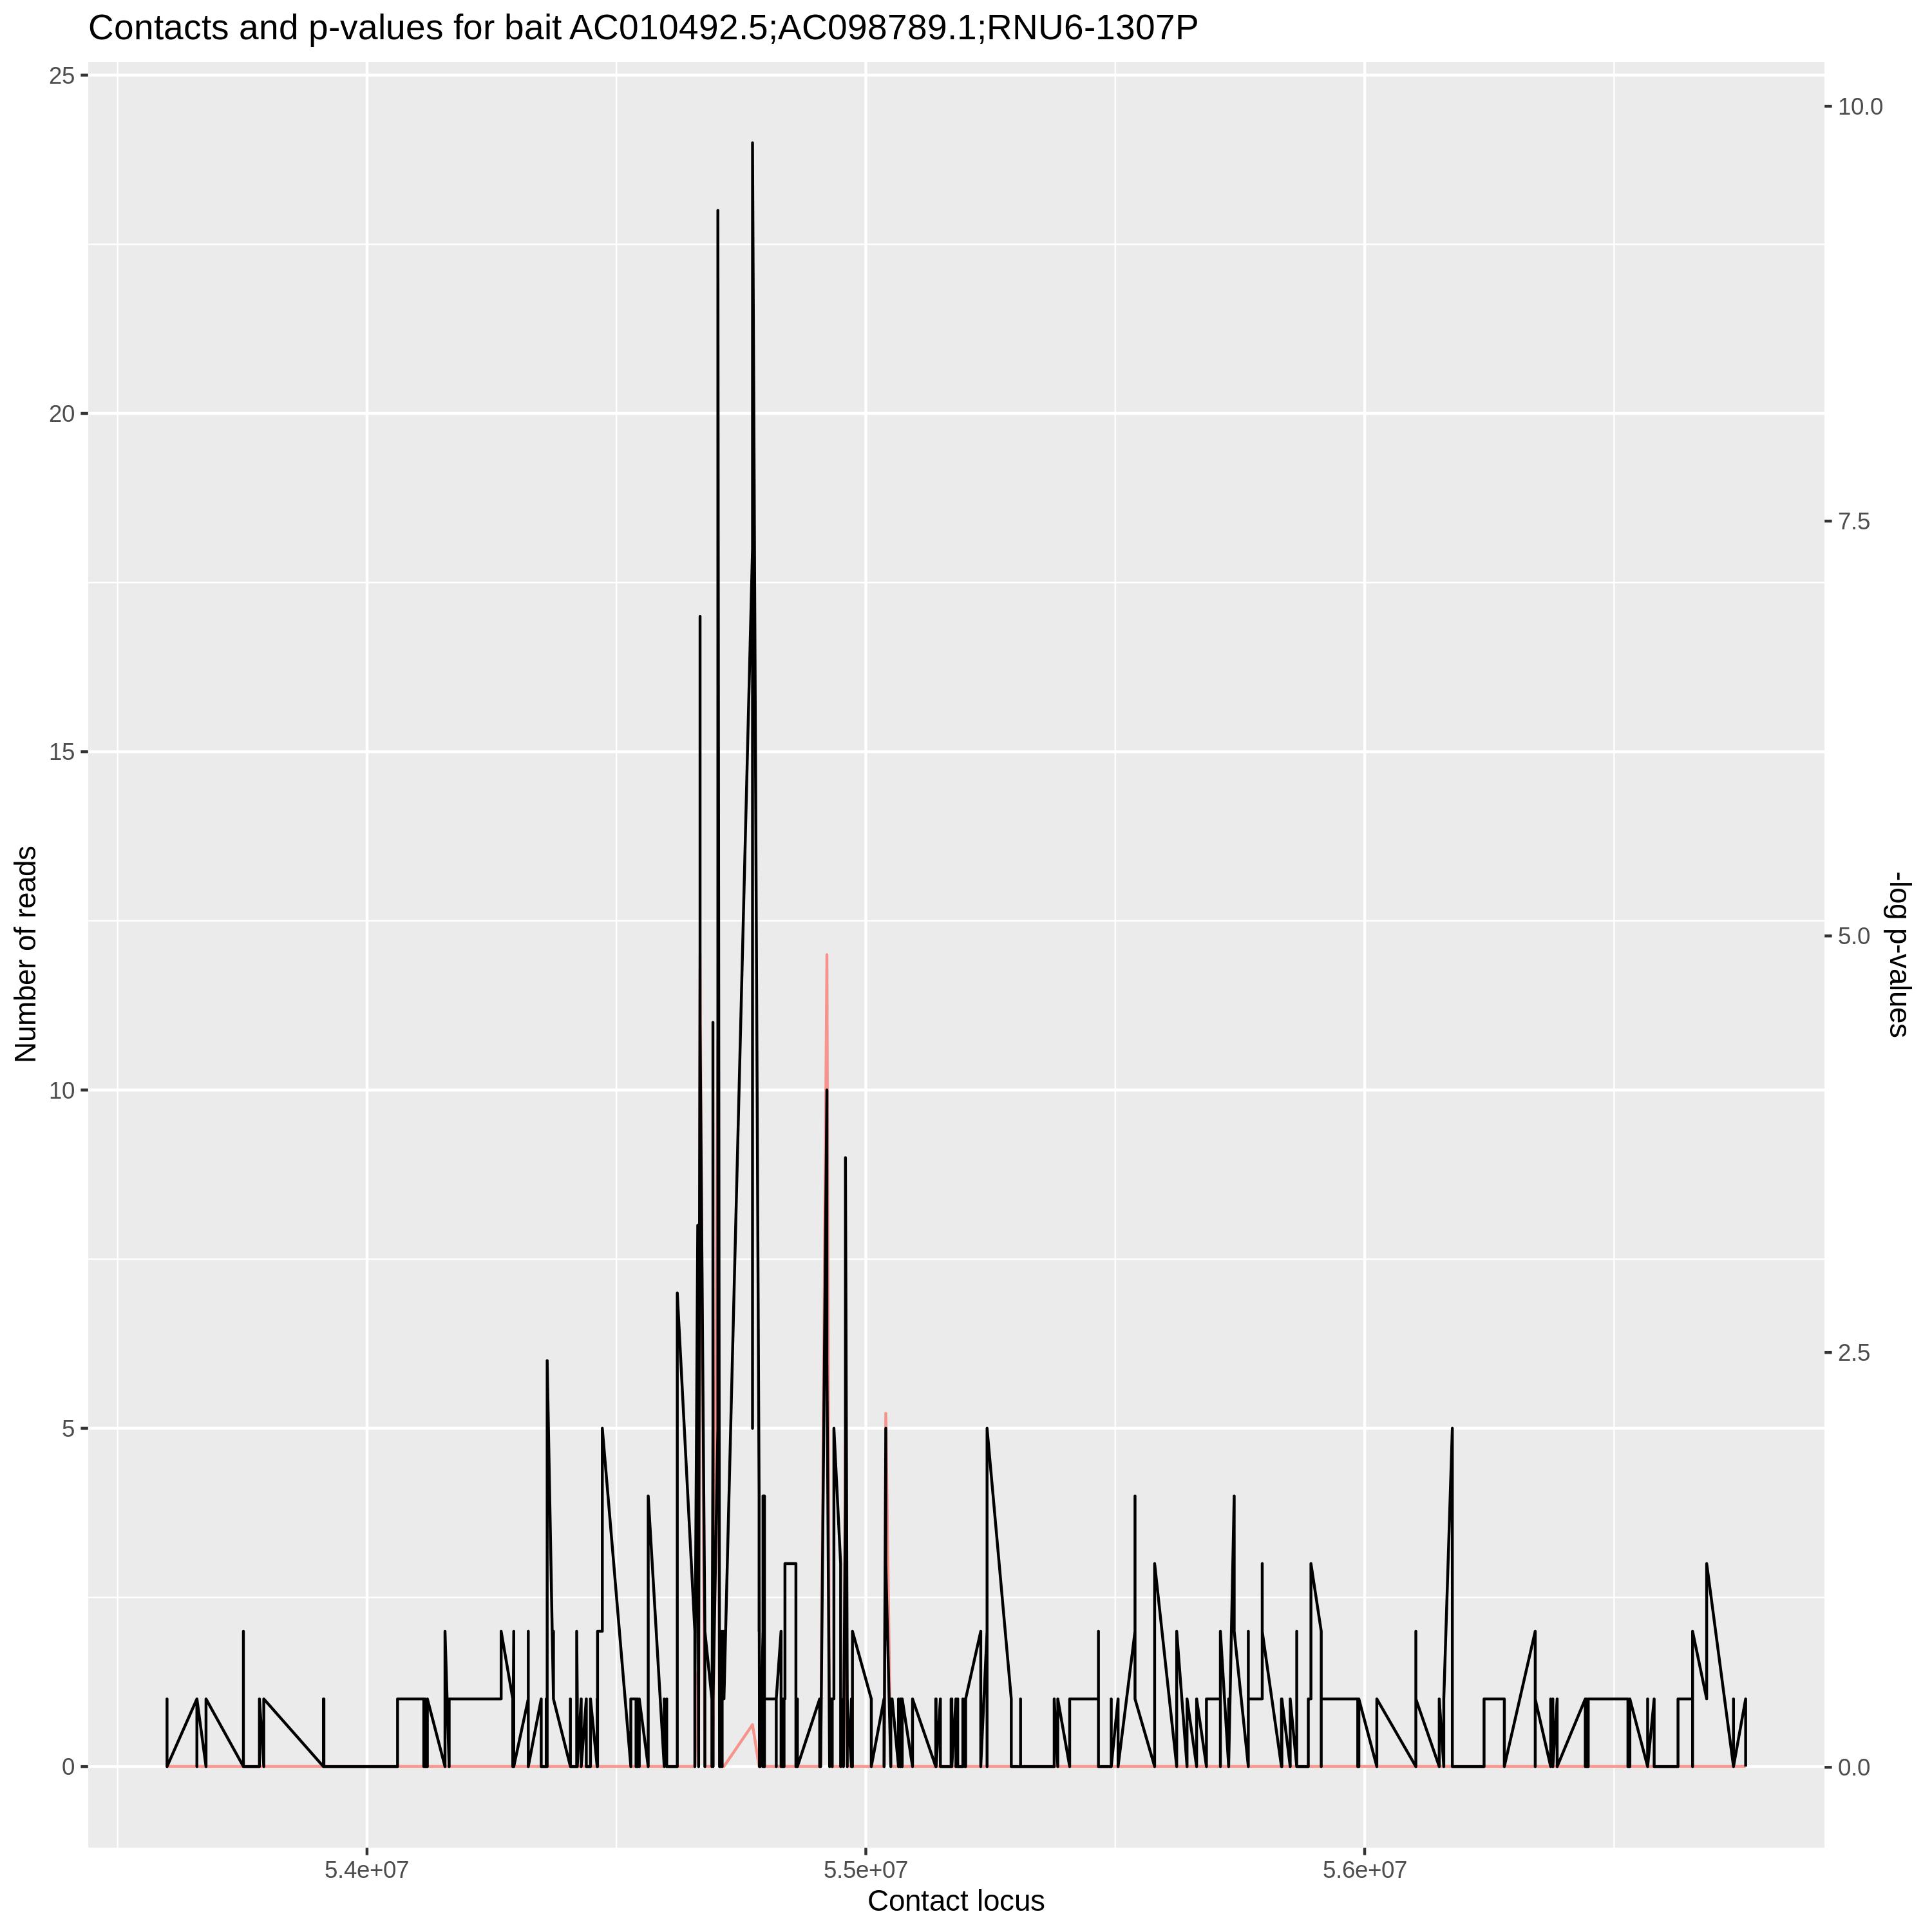 Contacts and p-values for bait AC010492.5;AC098789.1;RNU6-1307P
25
20
15
10
5
0
Number of reads
10.0
7.5
5.0
2.5
0.0
-log p-values
5.4e+07
5.5e+07
5.6e+07
Contact locus